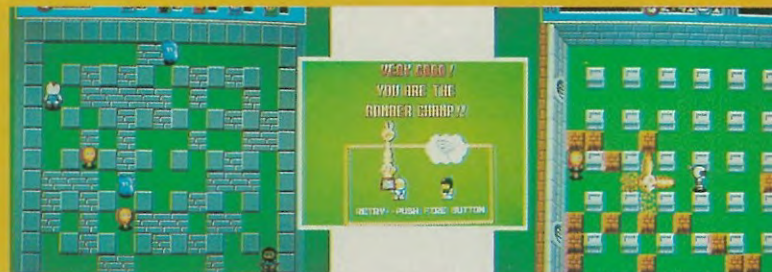 VERY GOOD!
YOU ARE THE
BOMBER CHAMP!!
RETRY- PUSH FIRE BUTTON